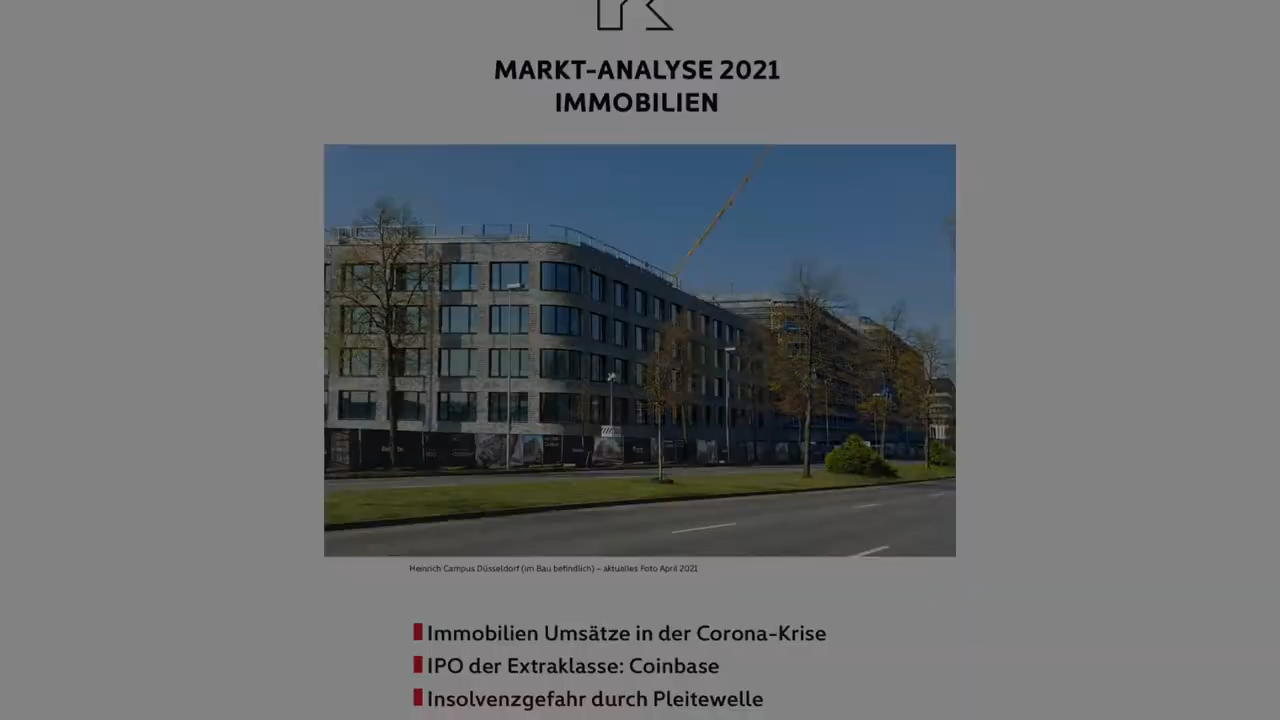 MARKT-ANALYSE 2021
IMMOBILIEN
Heinrich Campus Düsseldorf (im Bau befindlich) – aktuelles Foto April 2021
Immobilien Umsätze in der Corona-Krise
IPO der Extraklasse: Coinbase
Insolvenzgefahr durch Pleitewelle